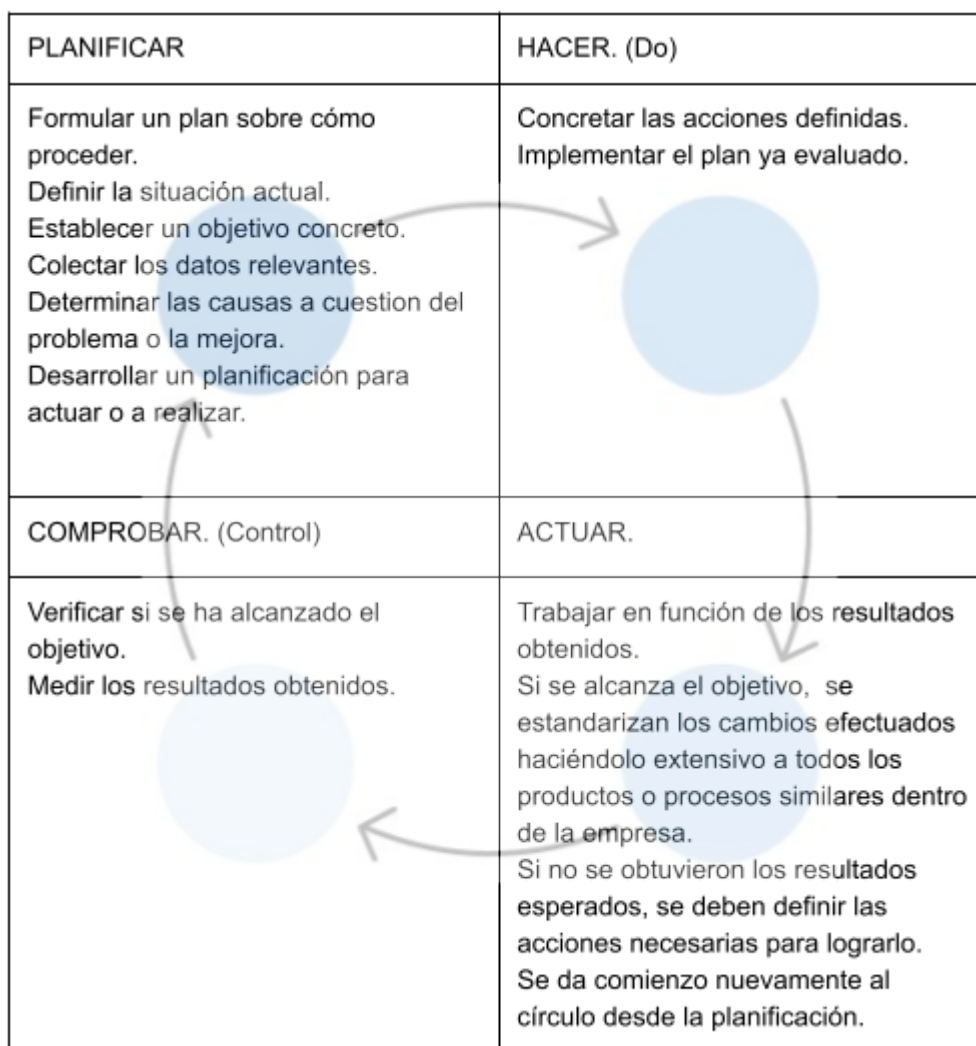 PLANIFICAR
HACER. (Do)
Formular un plan sobre cómo
proceder.
Definir la situación actual.
Establecer un objetivo concreto.
Colectar los datos relevantes.
Determinar las causas a cuestion del
problema o la mejora.
Desarrollar un planificación para
actuar o a realizar.
Concretar las acciones definidas.
Implementar el plan ya evaluado.
COMPROBAR. (Control)
ACTUAR.
Verificar si se ha alcanzado el
objetivo.
Medir los resultados obtenidos.
Trabajar en función de los resultados
obtenidos.
Si se alcanza el objetivo,  se
estandarizan los cambios efectuados
haciéndolo extensivo a todos los
productos o procesos similares dentro
de la empresa.
Si no se obtuvieron los resultados
esperados, se deben definir las
acciones necesarias para lograrlo.
Se da comienzo nuevamente al
círculo desde la planificación.